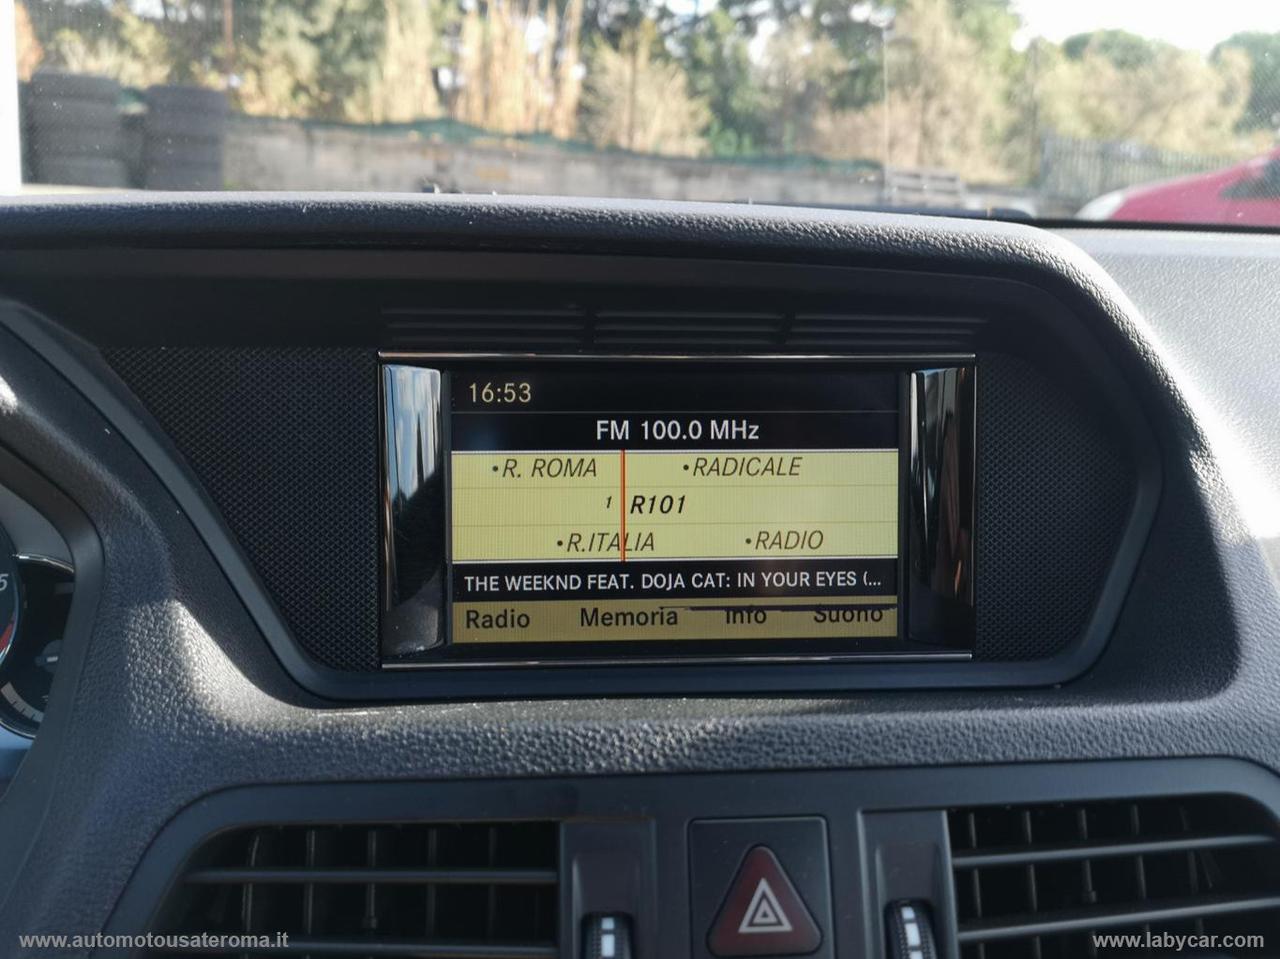 16:53
FM 100.0 MHz
•R. ROMA •RADICALE
1 R101
•R.ITALIA •RADIO
THE WEEKND FEAT. DOJA CAT: IN YOUR EYES (...
Radio Memoria Info Suono
5
www.automotousateroma.it
www.labycar.com